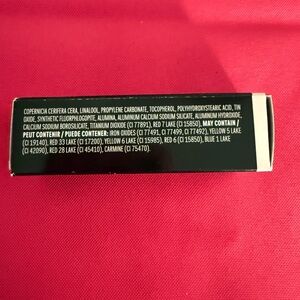 COPERNICIA CERIFERA CERA, LINALOOL, PROPYLENE CARBONATE, TOCOPHEROL, POLYHYDROXYSTEARIC ACID, TIN
OXIDE, SYNTHETIC FLUORPHLOGOPITE, ALUMINA, ALUMINUM CALCIUM SODIUM SILICATE, ALUMINUM HYDROXIDE,
CALCIUM SODIUM BOROSILICATE, TITANIUM DIOXIDE (CI 77891), RED 7 LAKE (CI 15850), MAY CONTAIN /
PEUT CONTENIR / PUEDE CONTENER: IRON OXIDES (CI 77491, CI 77499, CI 77492), YELLOW 5 LAKE
(CI 19140), RED 33 LAKE (CI 17200), YELLOW 6 LAKE (CI 15985), RED 6 (CI 15850), BLUE 1 LAKE
(CI 42090), RED 28 LAKE (CI 45410), CARMINE (CI 75470).